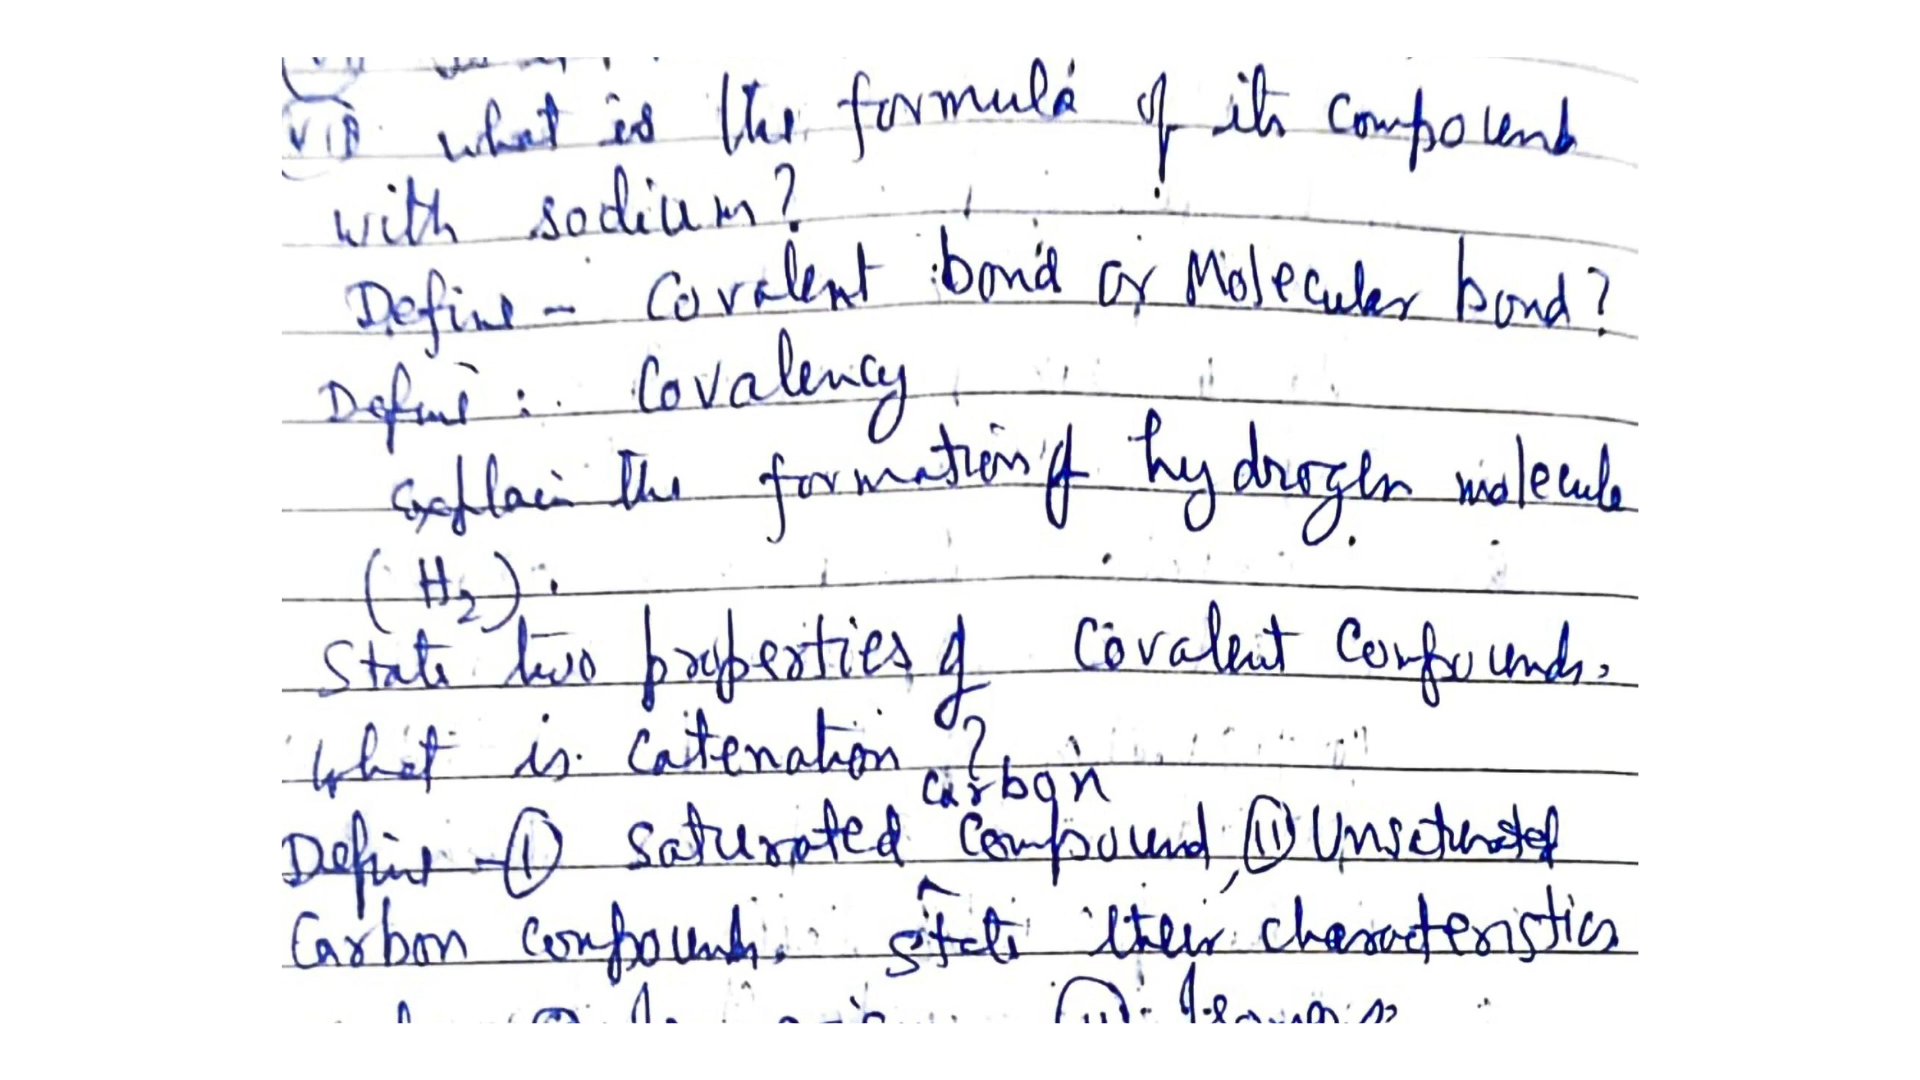 VIII what is the formula of its compound
with sodium?
Define - Covalent bond or Molecular bond?
Define : Covalency
Explain the formation of hydrogen molecule
(H₂).
State two properties of Covalent Compounds.
What is Catenation?
carbon
Define - (I) Saturated Compound, (II) Unsaturated
Carbon compounds. State their characteristics